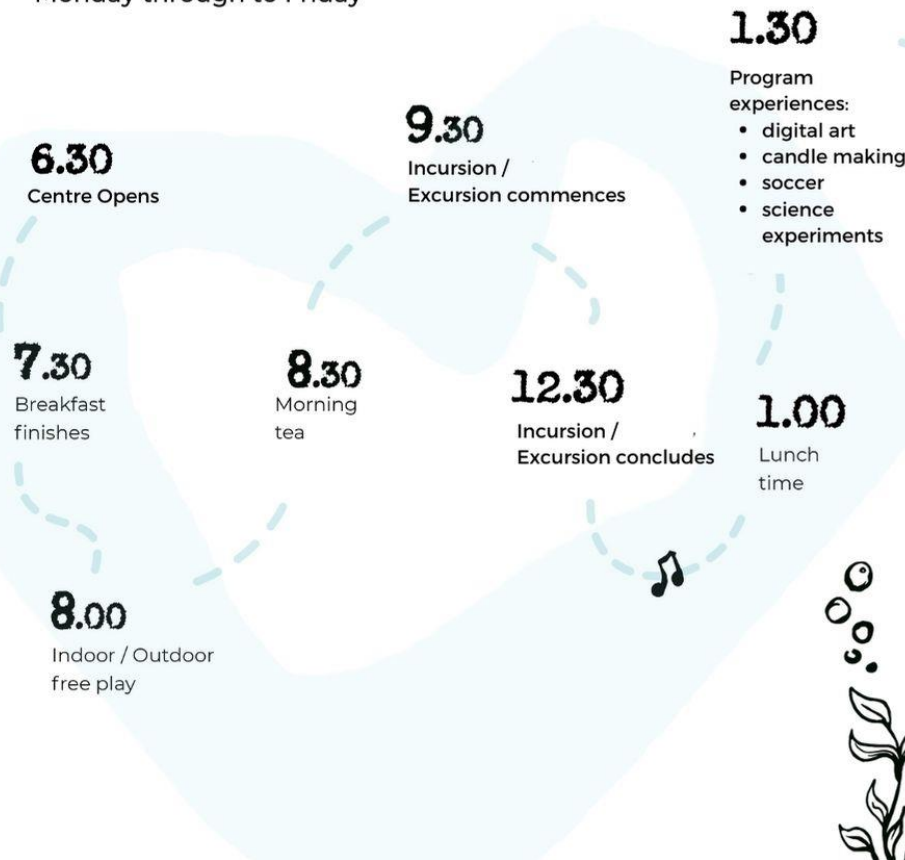 Monday through to Friday
6.30
Centre Opens
7.30
Breakfast
finishes
8.00
Indoor / Outdoor
free play
8.30
Morning
tea
9.30
Incursion /
Excursion commences
12.30
Incursion /
Excursion concludes
1.00
Lunch
time
1.30
Program
experiences:
• digital art
• candle making
• soccer
• science
experiments